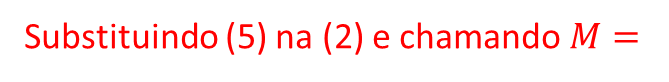 Substituindo (5) na (2) e chamando M =